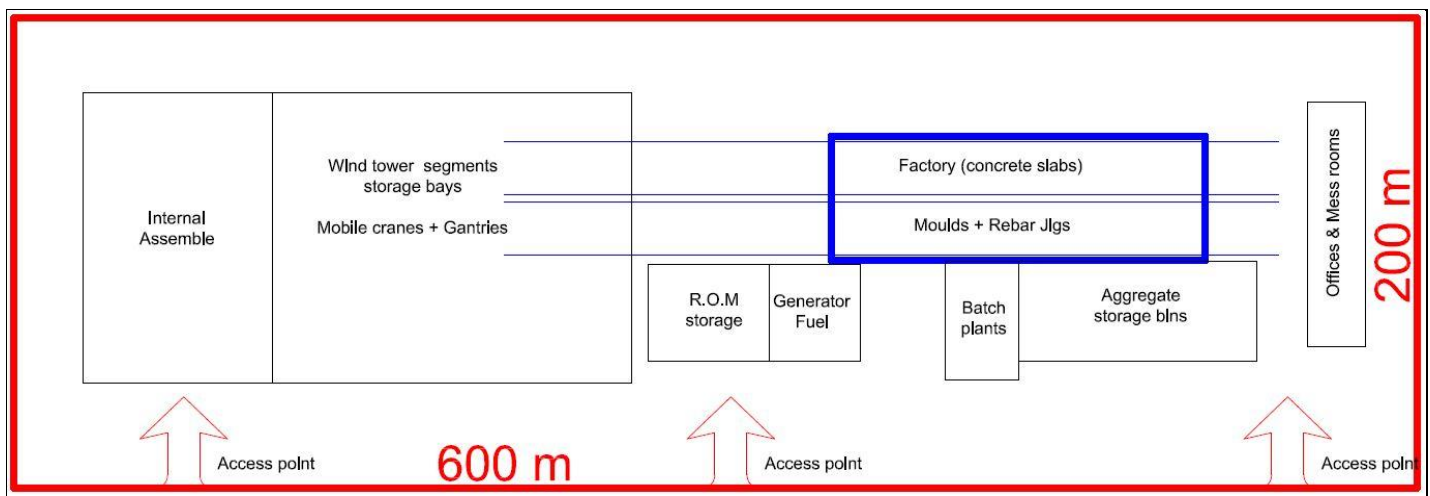 Internal
Assemble
Wind tower segments
storage bays
Mobile cranes + Gantries
Factory (concrete slabs)
Moulds + Rebar Jigs
R.O.M
storage
Generator
Fuel
Batch
plants
Aggregate
storage bins
Offices & Mess rooms
200 m
600 m
Access point
Access point
Access point